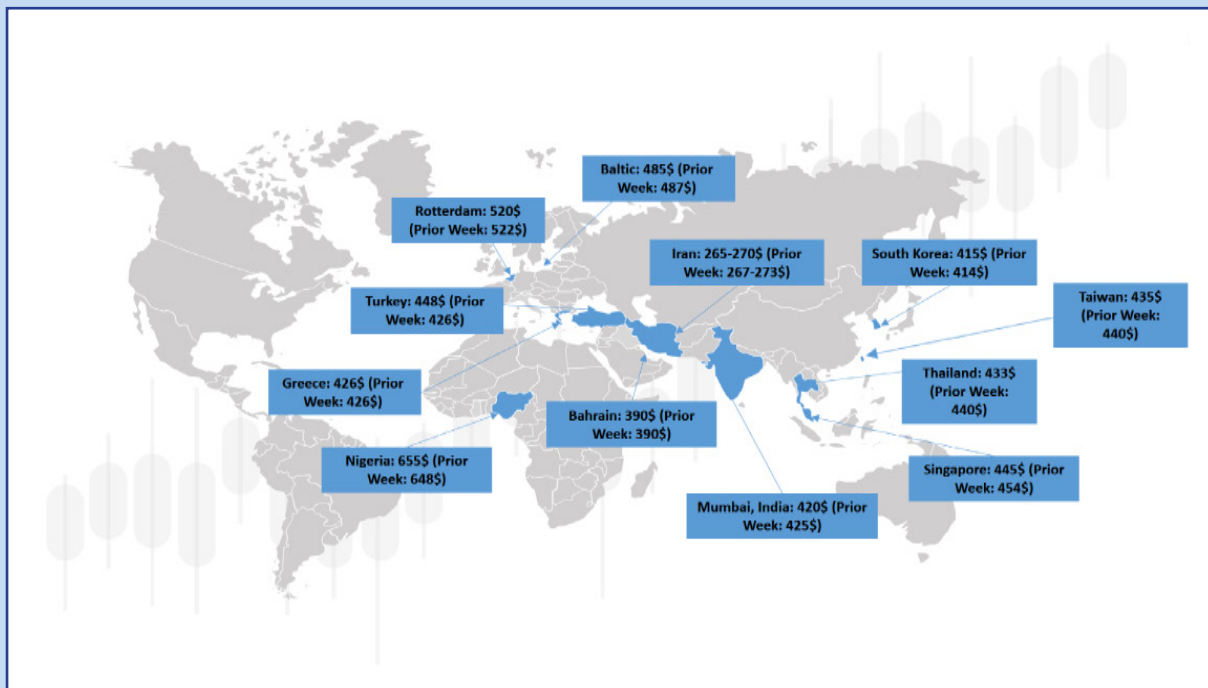 Baltic: 485$ (Prior
Week: 487$)
Rotterdam: 520$
(Prior Week: 522$)
Iran: 265-270$ (Prior
Week: 267-273$)
South Korea: 415$ (Prior
Week: 414$)
Turkey: 448$ (Prior
Week: 426$)
Taiwan: 435$
(Prior Week:
440$)
Greece: 426$ (Prior
Week: 426$)
Thailand: 433$
(Prior Week:
440$)
Bahrain: 390$ (Prior
Week: 390$)
Nigeria: 655$ (Prior
Week: 648$)
Singapore: 445$ (Prior
Week: 454$)
Mumbai, India: 420$ (Prior
Week: 425$)